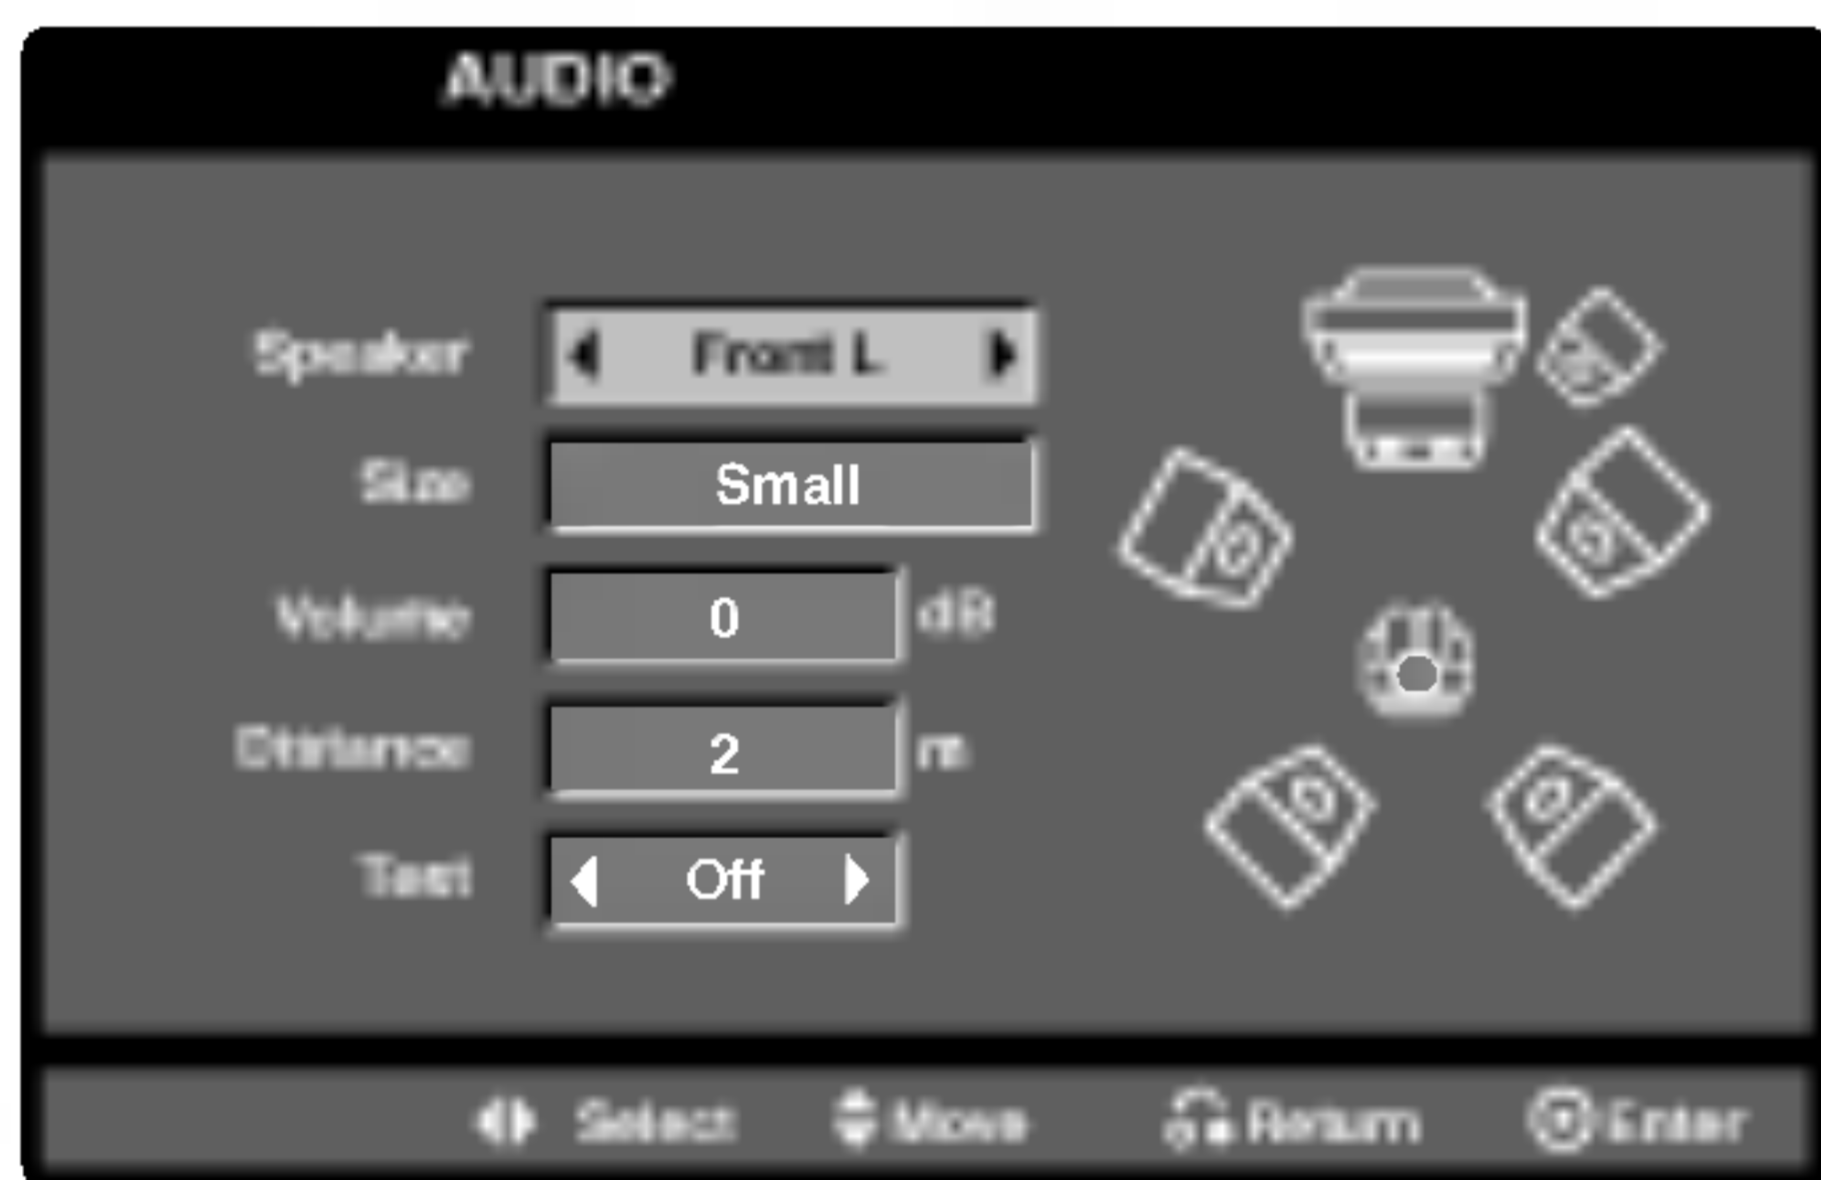 AUDIO
Speaker Front L
Size Small
Volume 0 dB
Distance 2 m
Test Off
Select Move Return Enter